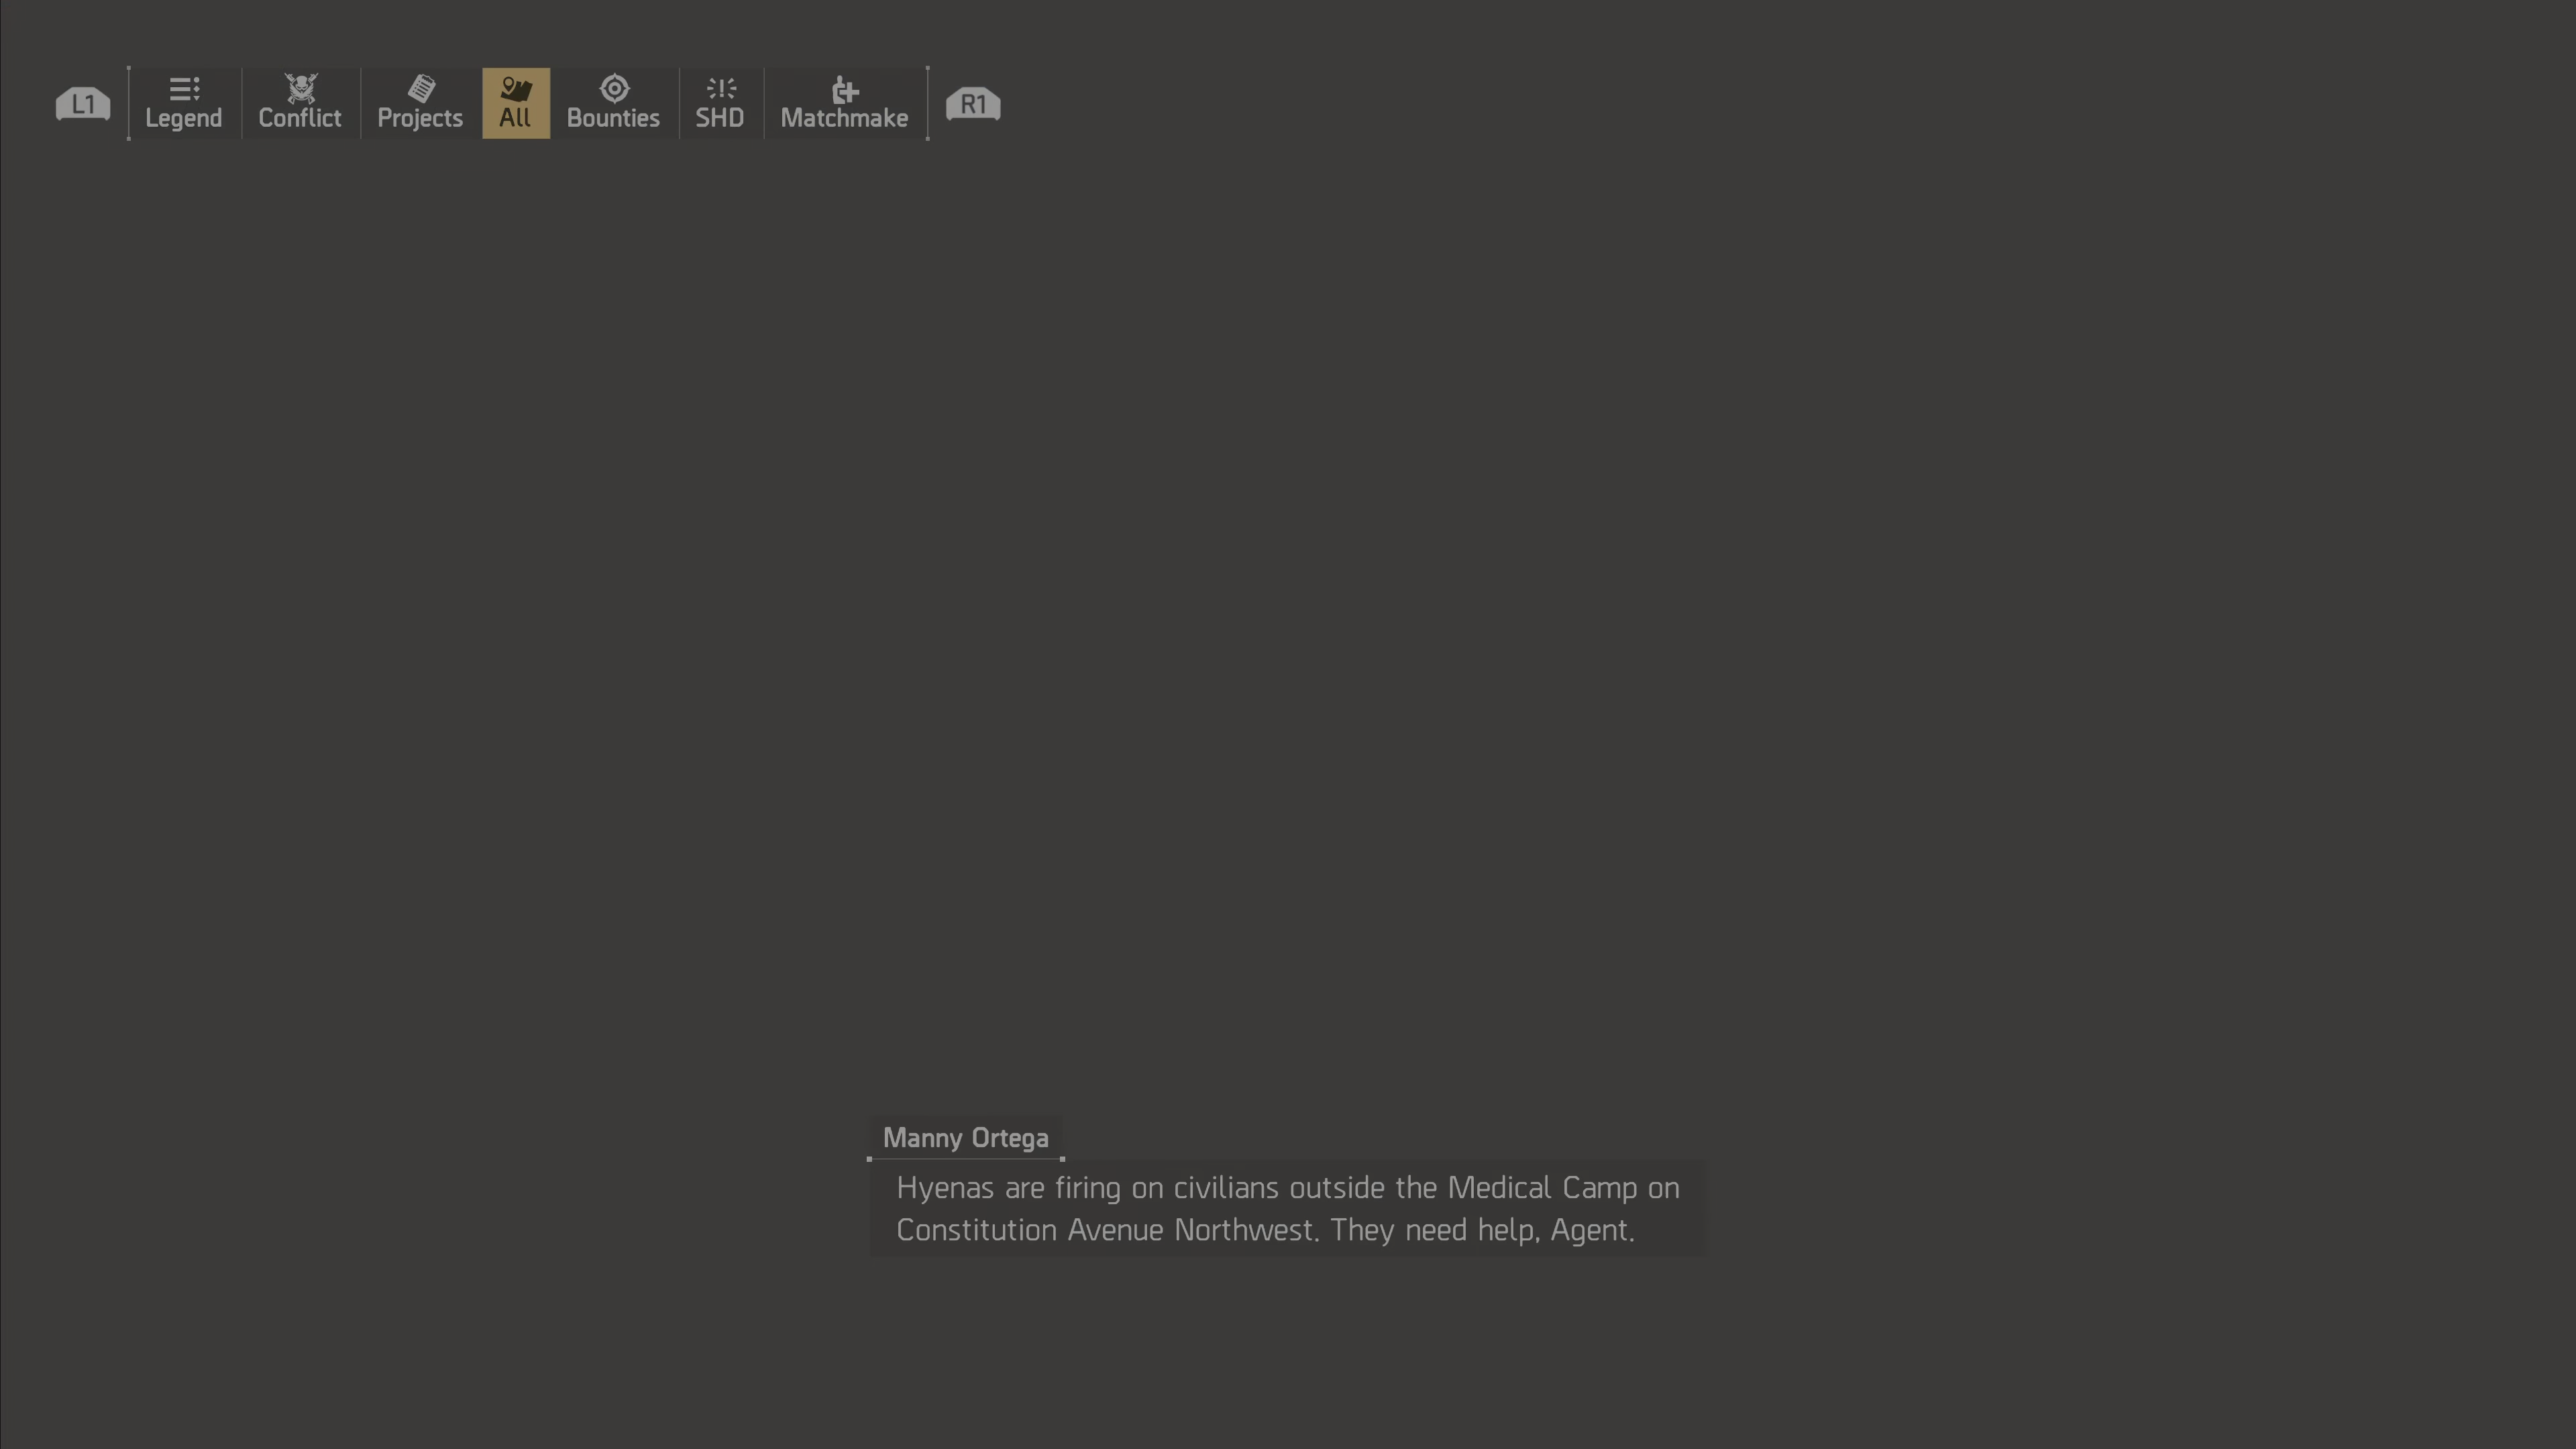 L1
Legend
Conflict
Projects
All
Bounties
SHD
Matchmake
R1
Manny Ortega
Hyenas are firing on civilians outside the Medical Camp on
Constitution Avenue Northwest. They need help, Agent.